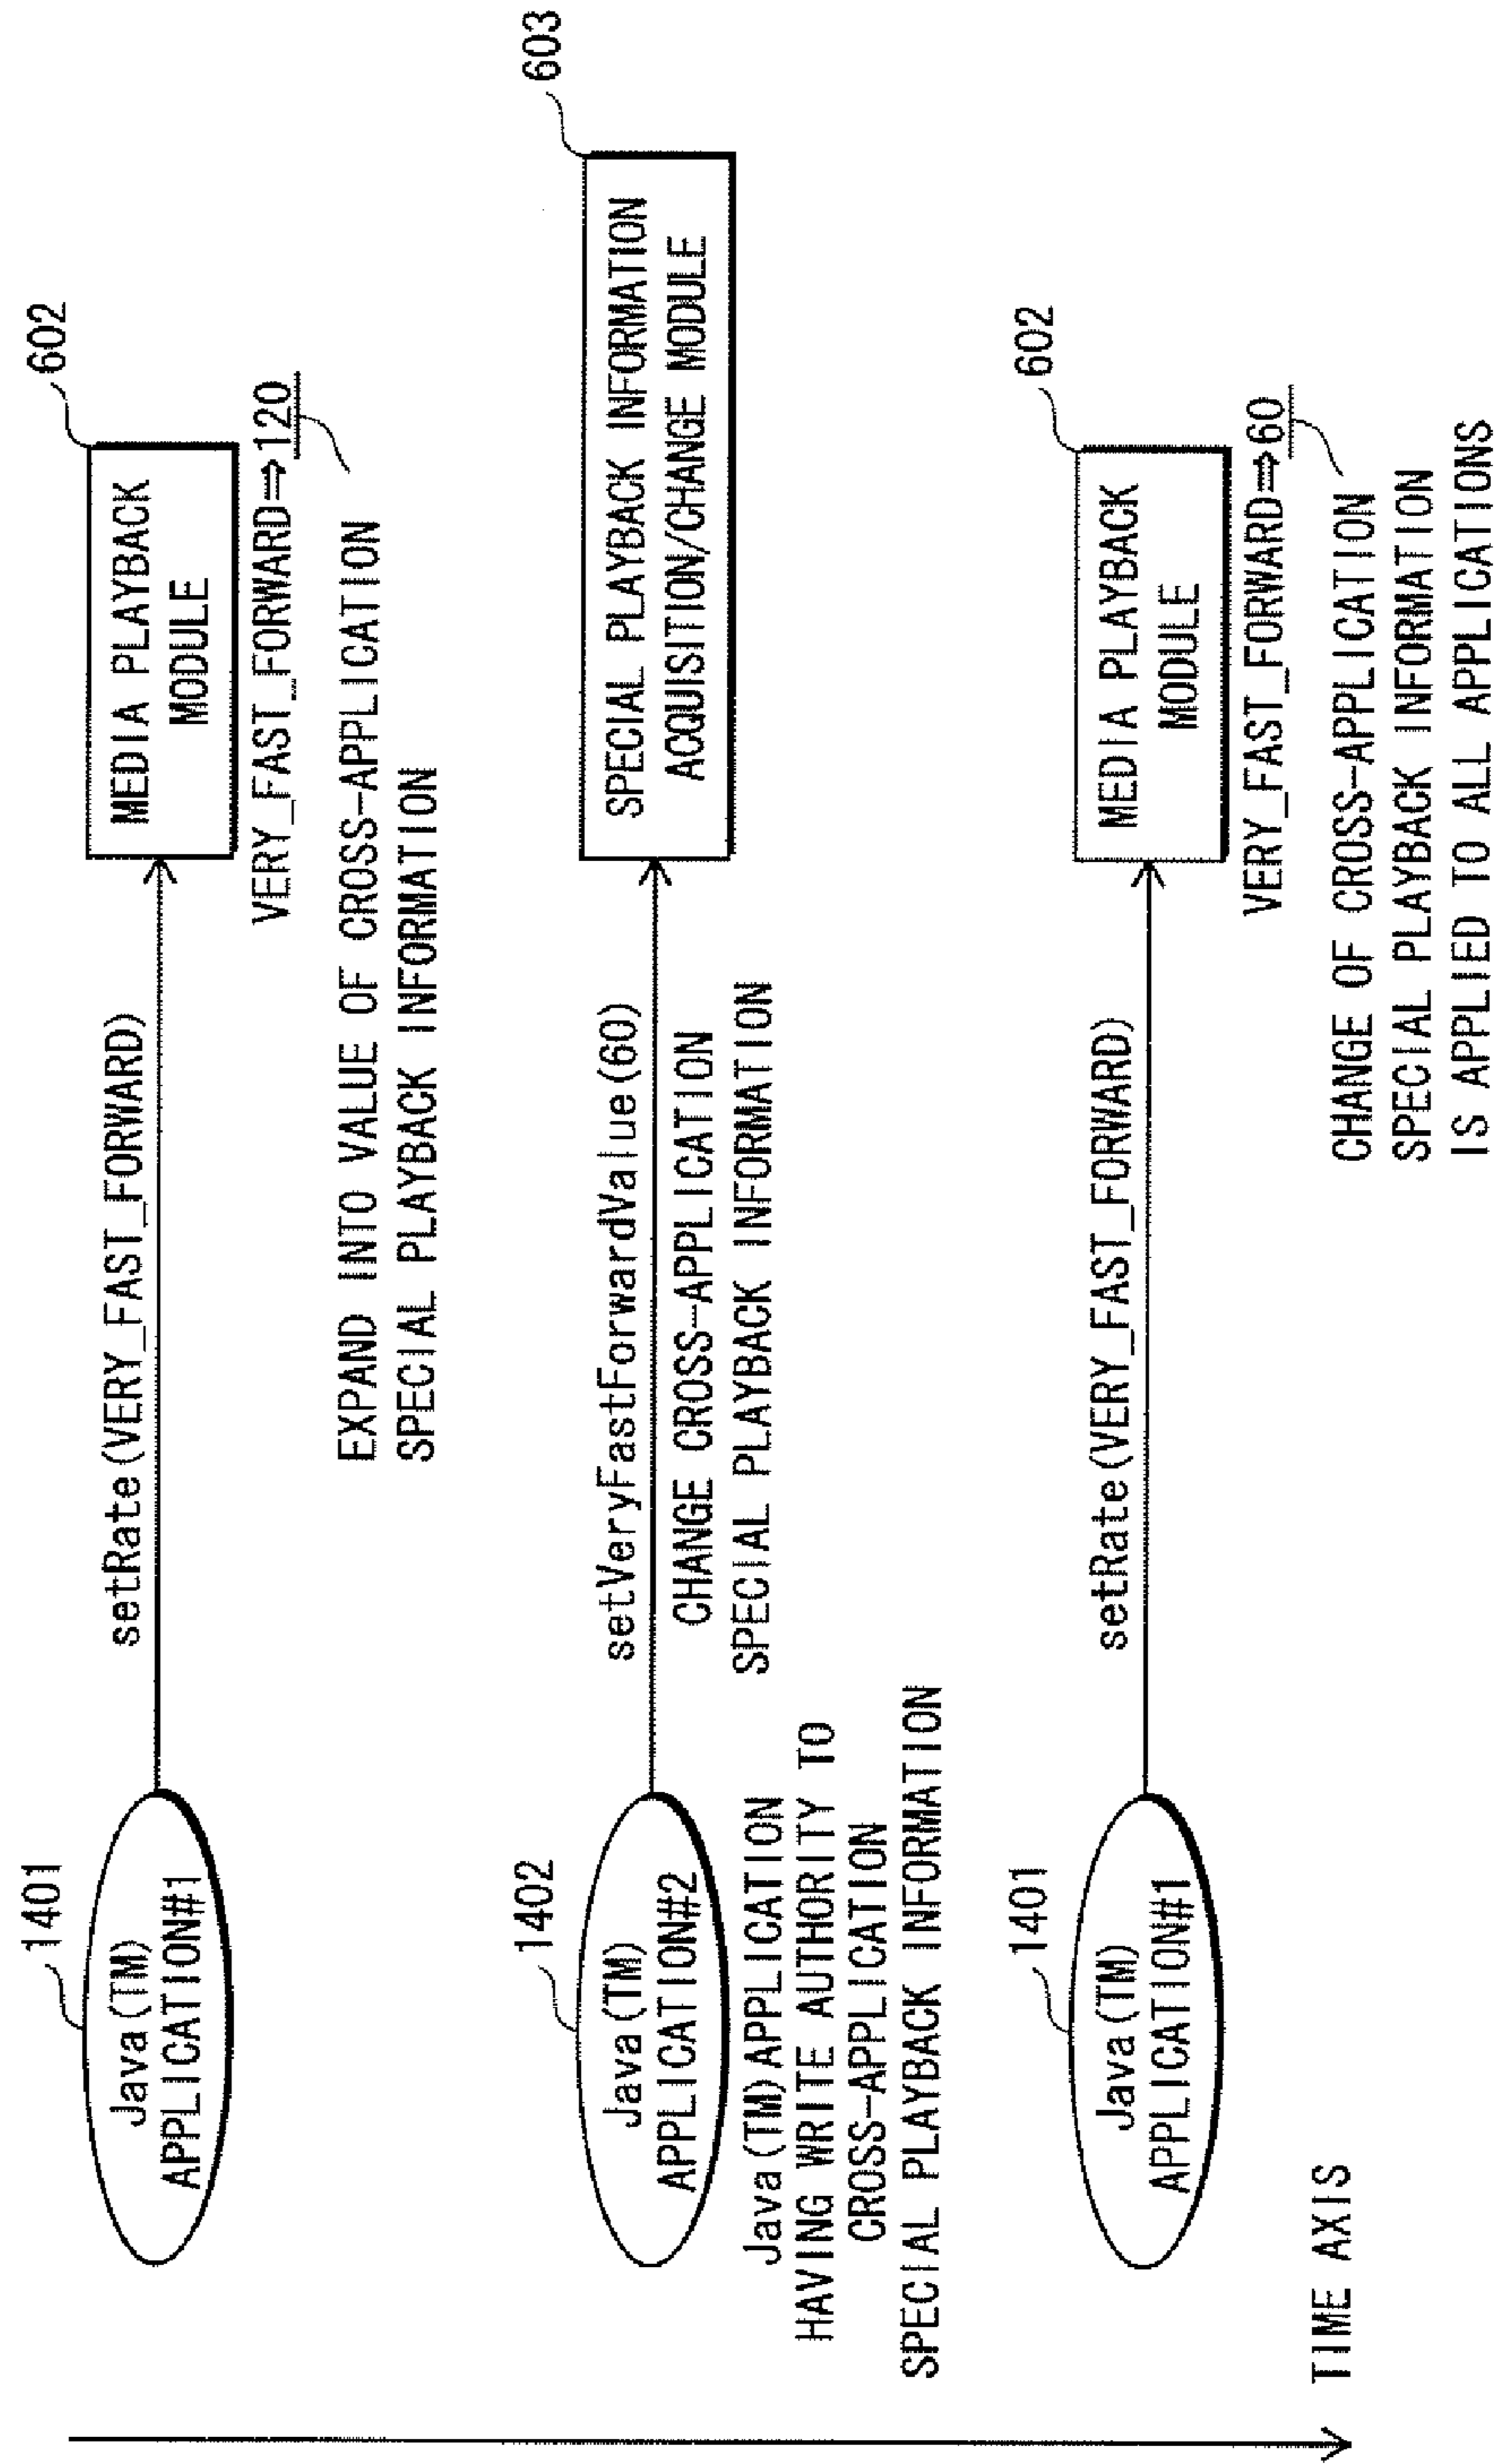 1401
Java(TM)
APPLICATION#1
setRate(VERY_FAST_FORWARD)
602
MEDIA PLAYBACK
MODULE
VERY_FAST_FORWARD⇒120
EXPAND INTO VALUE OF CROSS-APPLICATION
SPECIAL PLAYBACK INFORMATION
1402
Java(TM)
APPLICATION#2
Java(TM)APPLICATION
HAVING WRITE AUTHORITY TO
CROSS-APPLICATION
SPECIAL PLAYBACK INFORMATION
setVeryFastForwardValue(60)
CHANGE CROSS-APPLICATION
SPECIAL PLAYBACK INFORMATION
603
SPECIAL PLAYBACK INFORMATION
ACQUISITION/CHANGE MODULE
1401
Java(TM)
APPLICATION#1
setRate(VERY_FAST_FORWARD)
602
MEDIA PLAYBACK
MODULE
VERY_FAST_FORWARD⇒60
CHANGE OF CROSS-APPLICATION
SPECIAL PLAYBACK INFORMATION
IS APPLIED TO ALL APPLICATIONS
TIME AXIS